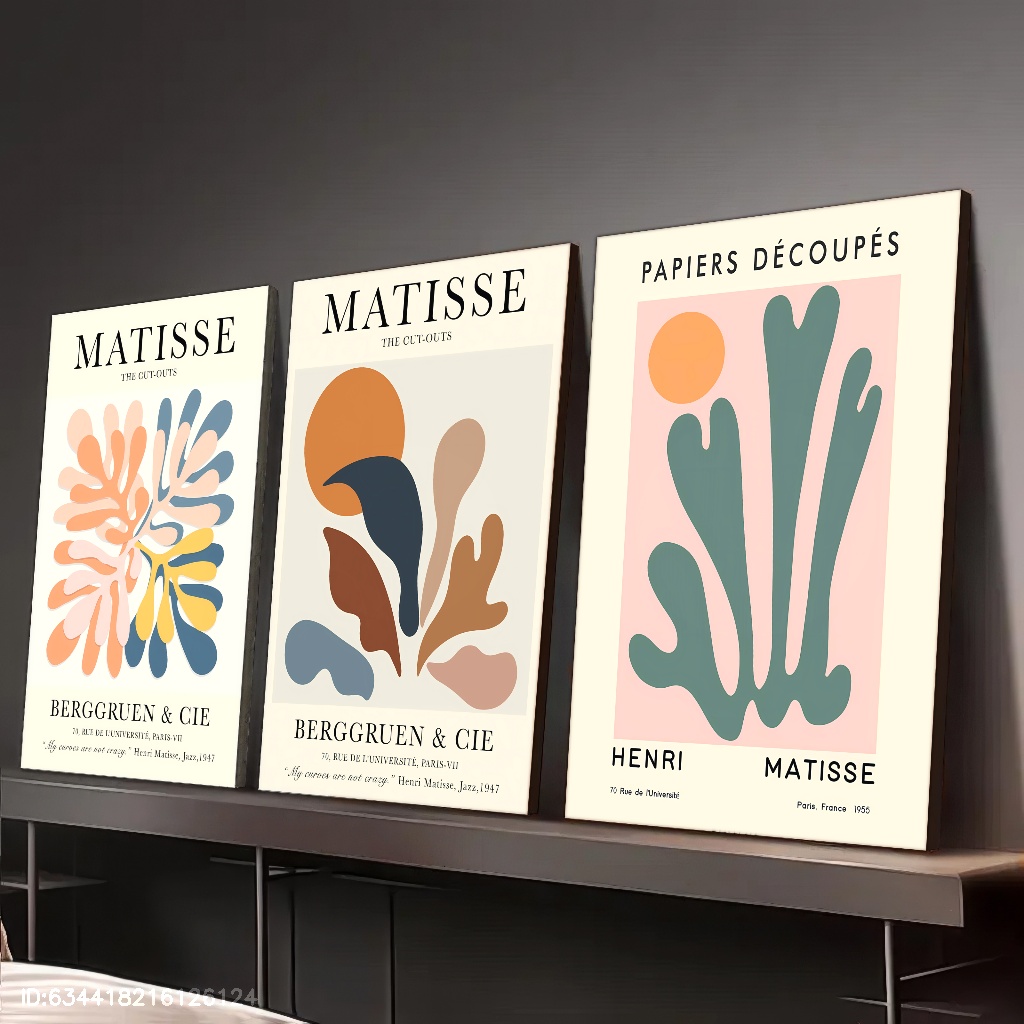 MATISSE
THE CUT-OUTS
BERGGRUEN & CIE
70, RUE DE L'UNIVERSITÉ, PARIS-VII
"My curves are not crazy." Henri Matisse, Jazz,1947
MATISSE
THE CUT-OUTS
BERGGRUEN & CIE
70, RUE DE L'UNIVERSITÉ, PARIS-VII
"My curves are not crazy." Henri Matisse, Jazz,1947
PAPIERS DÉCOUPÉS
HENRI MATISSE
70 Rue de l'Université Paris, France 1955
ID:634418216126124